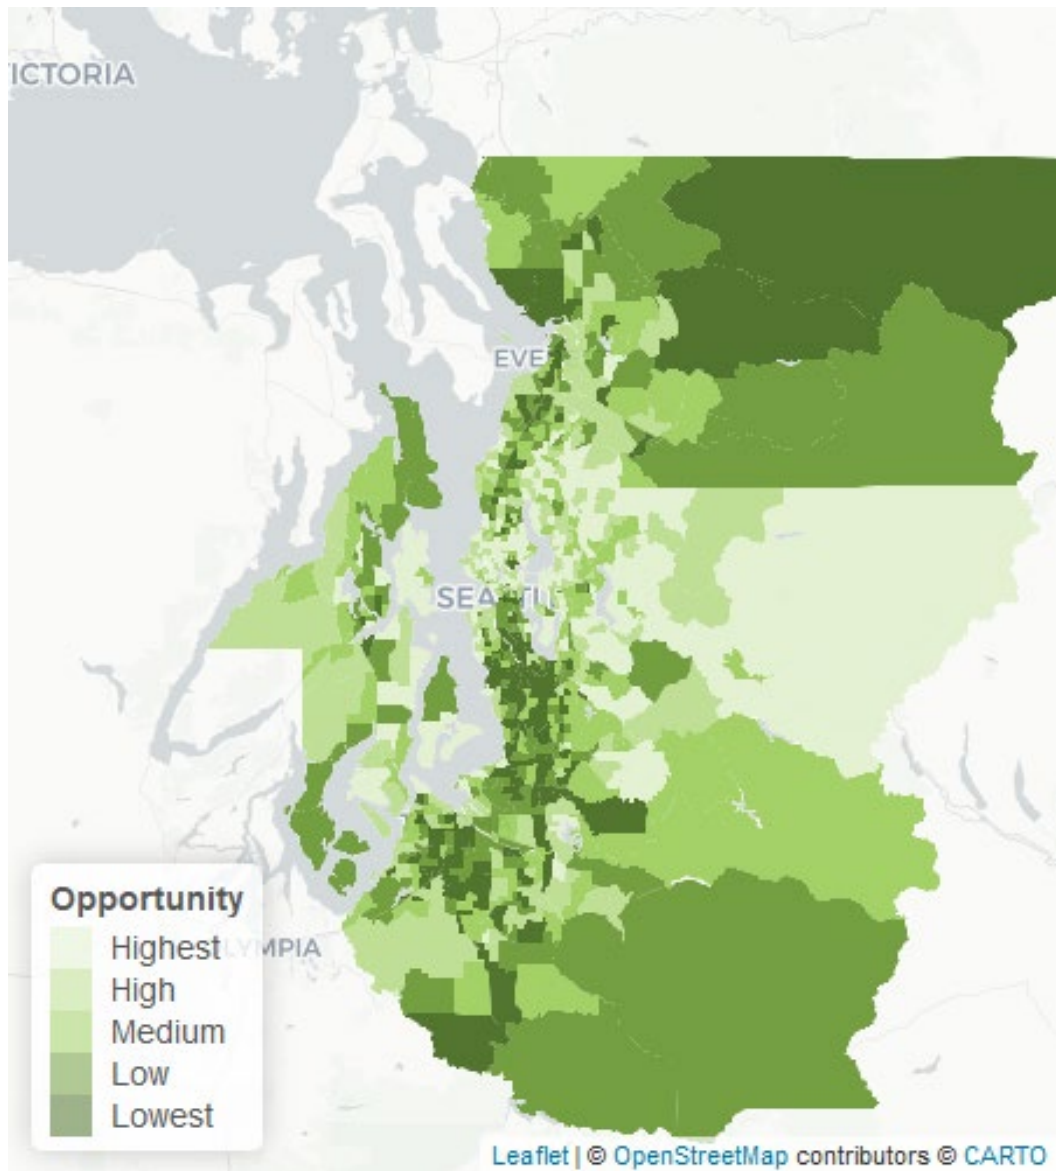 ICTORIA
EVE
SEATTL
Opportunity
Highest
High
Medium
Low
Lowest
LYMPIA
Leaflet | © OpenStreetMap contributors © CARTO